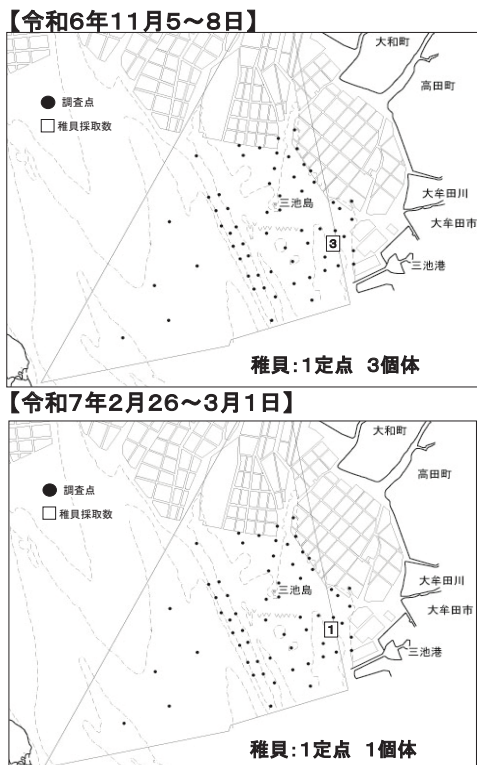 【令和6年11月5~8日】
大和町
高田町
● 調査点
□ 稚貝採取数
大牟田川
三池島
大牟田市
3
三池港
稚貝:1定点 3個体
【令和7年2月26~3月1日】
大和町
高田町
● 調査点
□ 稚貝採取数
大牟田川
三池島
大牟田市
1
三池港
稚貝:1定点 1個体